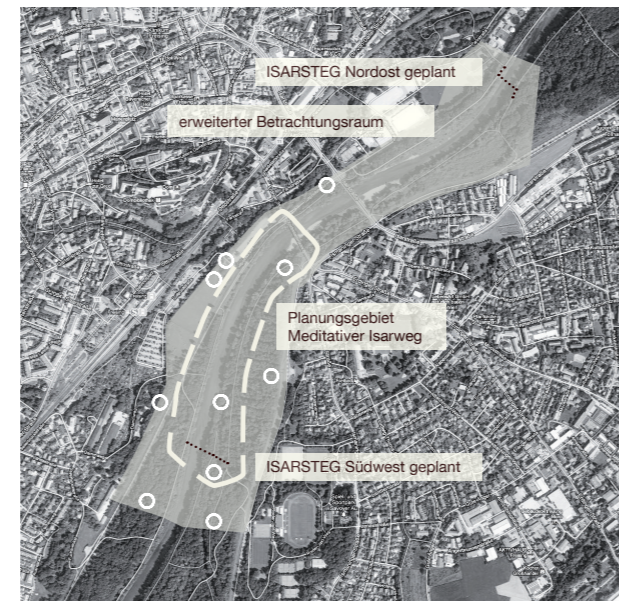 ISARSTEG Nordost geplant
erweiterter Betrachtungsraum
Planungsgebiet
Meditativer Isarweg
ISARSTEG Südwest geplant